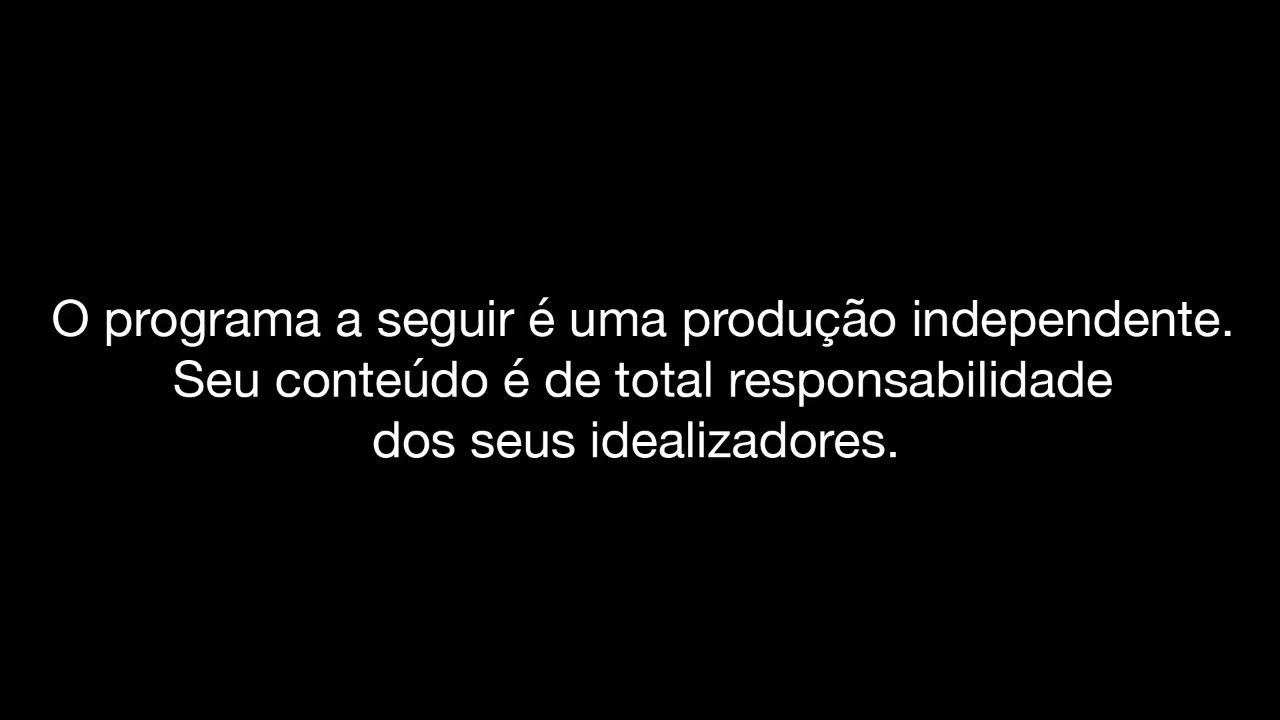 O programa a seguir é uma produção independente.
Seu conteúdo é de total responsabilidade
dos seus idealizadores.